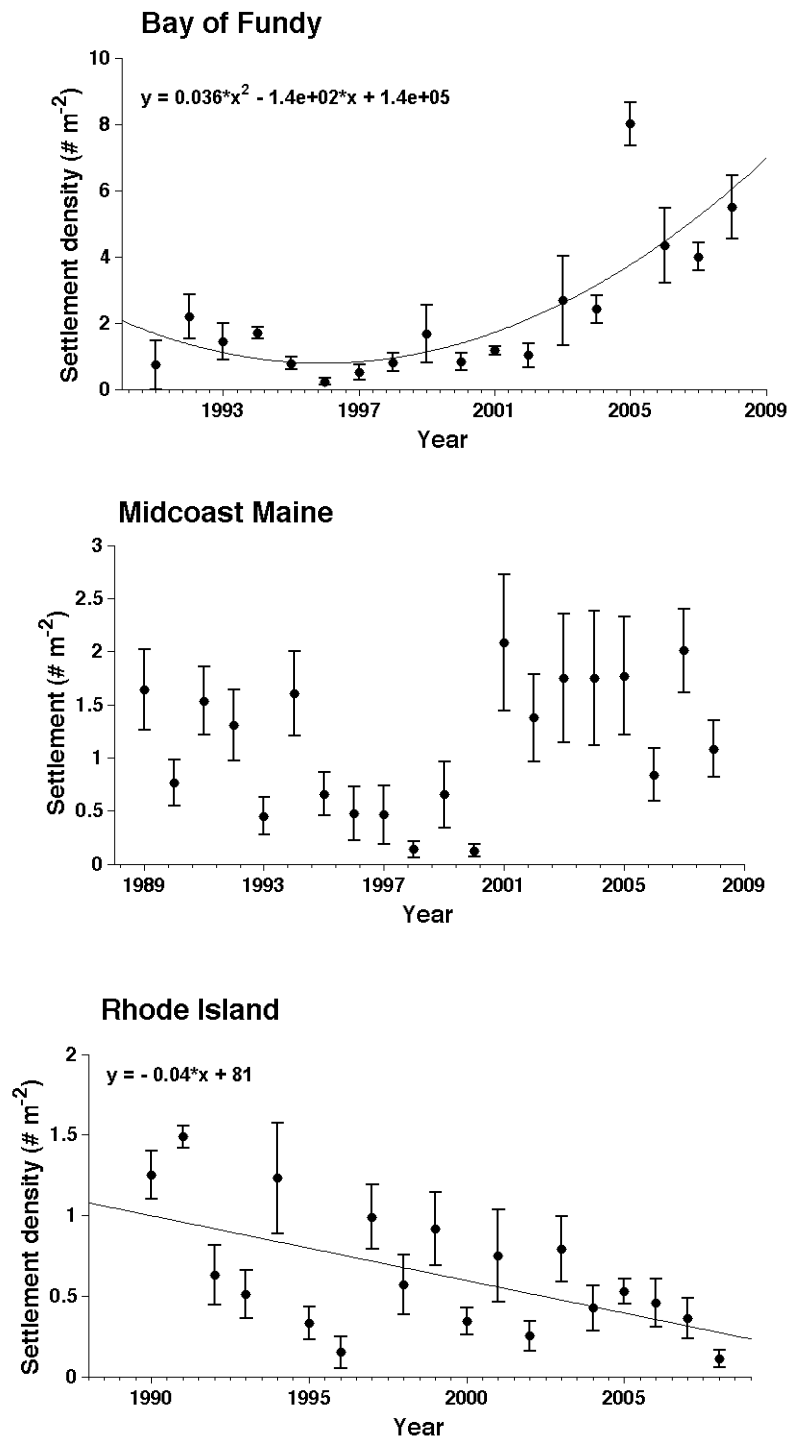 Bay of Fundy
10
y = 0.036*x² - 1.4e+02*x + 1.4e+05
8
6
4
2
0
Settlement density (# m⁻²)
1993 1997 2001 2005 2009
Year
Midcoast Maine
3
2.5
2
1.5
1
0.5
0
Settlement (# m⁻²)
1989 1993 1997 2001 2005 2009
Year
Rhode Island
2
y = - 0.04*x + 81
1.5
1
0.5
0
Settlement density (# m⁻²)
1990 1995 2000 2005
Year